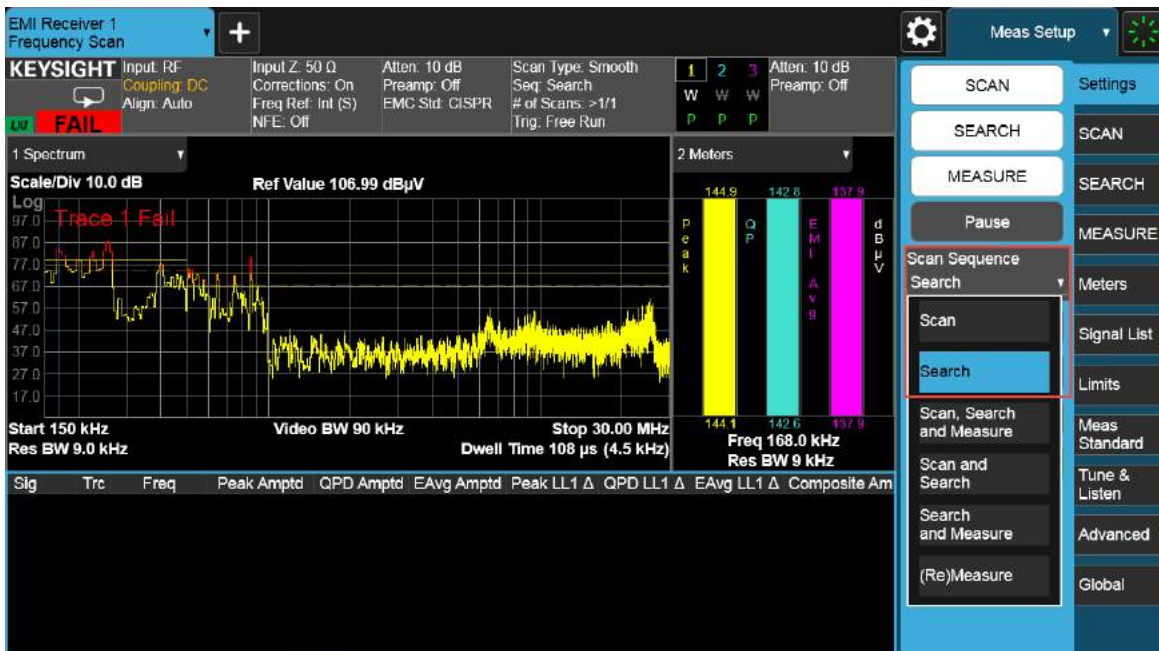 EMI Receiver 1
Frequency Scan
+
Meas Setup
KEYSIGHT
Input: RF
Coupling: DC
Align: Auto
LXI
FAIL
Input Z: 50 Ω
Corrections: On
Freq Ref: Int (S)
NFE: Off
Atten: 10 dB
Preamp: Off
EMC Std: CISPR
Scan Type: Smooth
Seq: Search
# of Scans: >1/1
Trig: Free Run
1 2 3
W W W
P P P
Atten: 10 dB
Preamp: Off
1 Spectrum
Scale/Div 10.0 dB
Ref Value 106.99 dBµV
Log
Trace 1 Fail
97.0
87.0
77.0
67.0
57.0
47.0
37.0
27.0
17.0
Start 150 kHz
Video BW 90 kHz
Stop 30.00 MHz
Res BW 9.0 kHz
Dwell Time 108 µs (4.5 kHz)
2 Meters
144.9 142.8 137.9
Peak
QP
EMI Avg
dBµV
144.1 142.6 137.9
Freq 168.0 kHz
Res BW 9 kHz
Sig Trc Freq Peak Amptd QPD Amptd EAvg Amptd Peak LL1 Δ QPD LL1 Δ EAvg LL1 Δ Composite Am
SCAN
SEARCH
MEASURE
Pause
Scan Sequence
Search
Scan
Search
Scan, Search
and Measure
Scan and
Search
Search
and Measure
(Re)Measure
Settings
SCAN
SEARCH
MEASURE
Meters
Signal List
Limits
Meas
Standard
Tune &
Listen
Advanced
Global